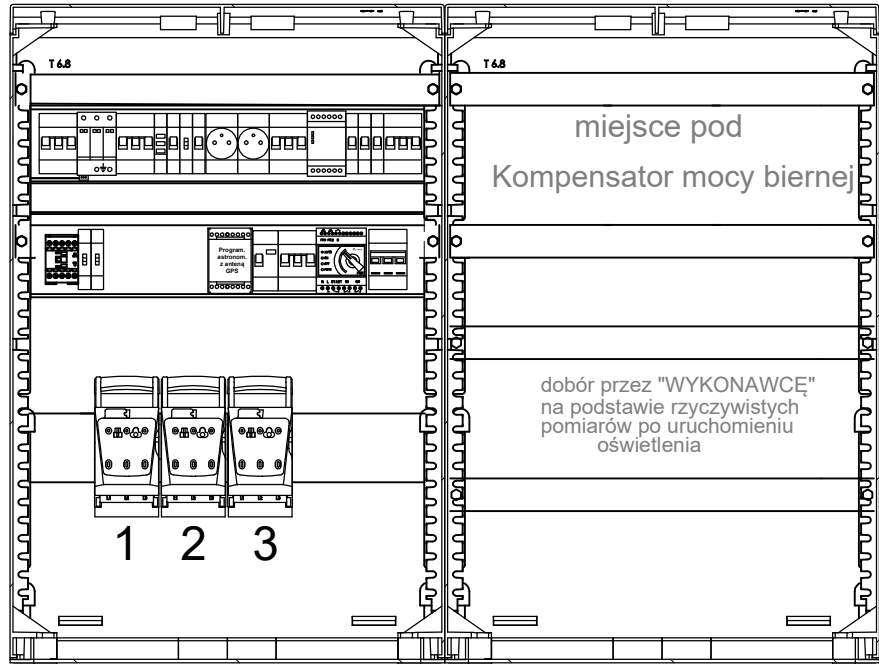 T 6.8
T 6.8
miejsce pod
Kompensator mocy biernej
Program.
astronom.
z anteną
GPS
dobór przez "WYKONAWCĘ"
na podstawie rzyczywistych
pomiarów po uruchomieniu
oświetlenia
1 2 3